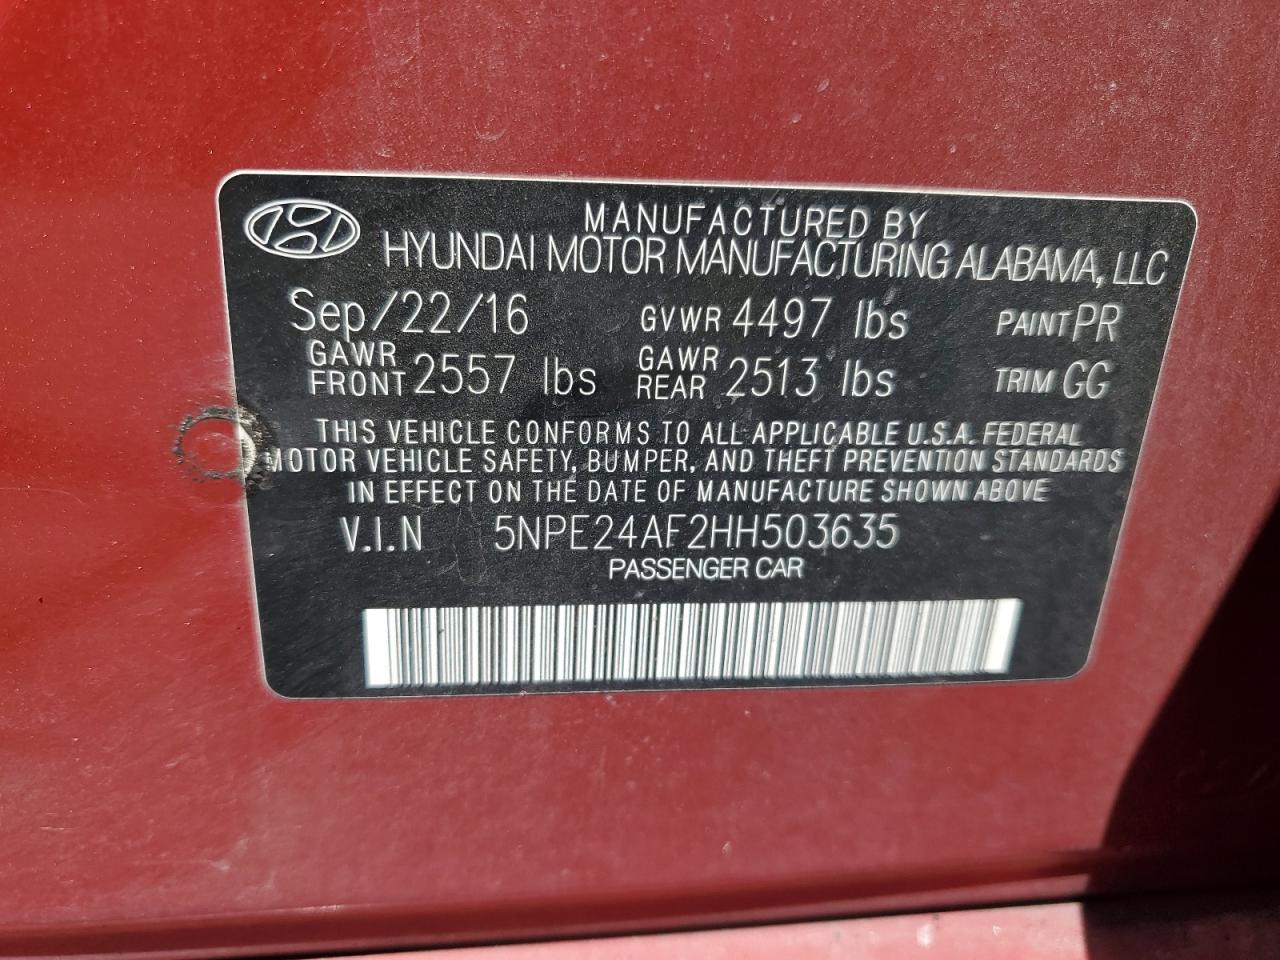 MANUFACTURED BY
HYUNDAI MOTOR MANUFACTURING ALABAMA, LLC
Sep/22/16 GVWR 4497 lbs PAINT PR
GAWR FRONT 2557 lbs GAWR REAR 2513 lbs TRIM GG
THIS VEHICLE CONFORMS TO ALL APPLICABLE U.S.A. FEDERAL
MOTOR VEHICLE SAFETY, BUMPER, AND THEFT PREVENTION STANDARDS
IN EFFECT ON THE DATE OF MANUFACTURE SHOWN ABOVE
V.I.N 5NPE24AF2HH503635
PASSENGER CAR